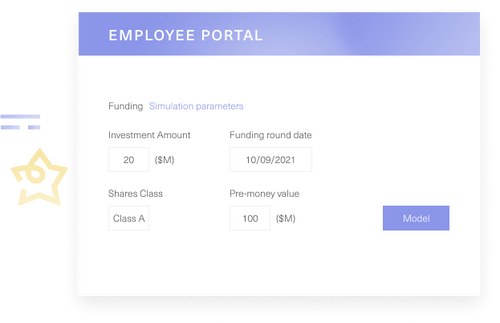 EMPLOYEE PORTAL
Funding Simulation parameters
Investment Amount Funding round date
20 ($M) 10/09/2021
Shares Class Pre-money value
Class A 100 ($M) Model